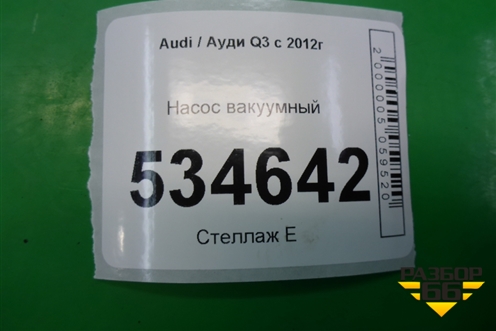 Audi / Ауди Q3 с 2012г
Насос вакуумный
534642
Стеллаж Е
2000005059520
РАЗБОР
66